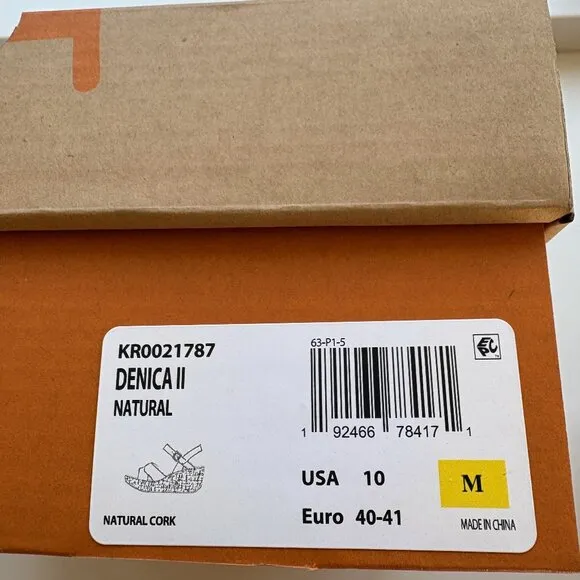 KR0021787
DENICA II
NATURAL
NATURAL CORK
63-P1-5
1 92466 78417 1
USA 10
Euro 40-41
M
MADE IN CHINA